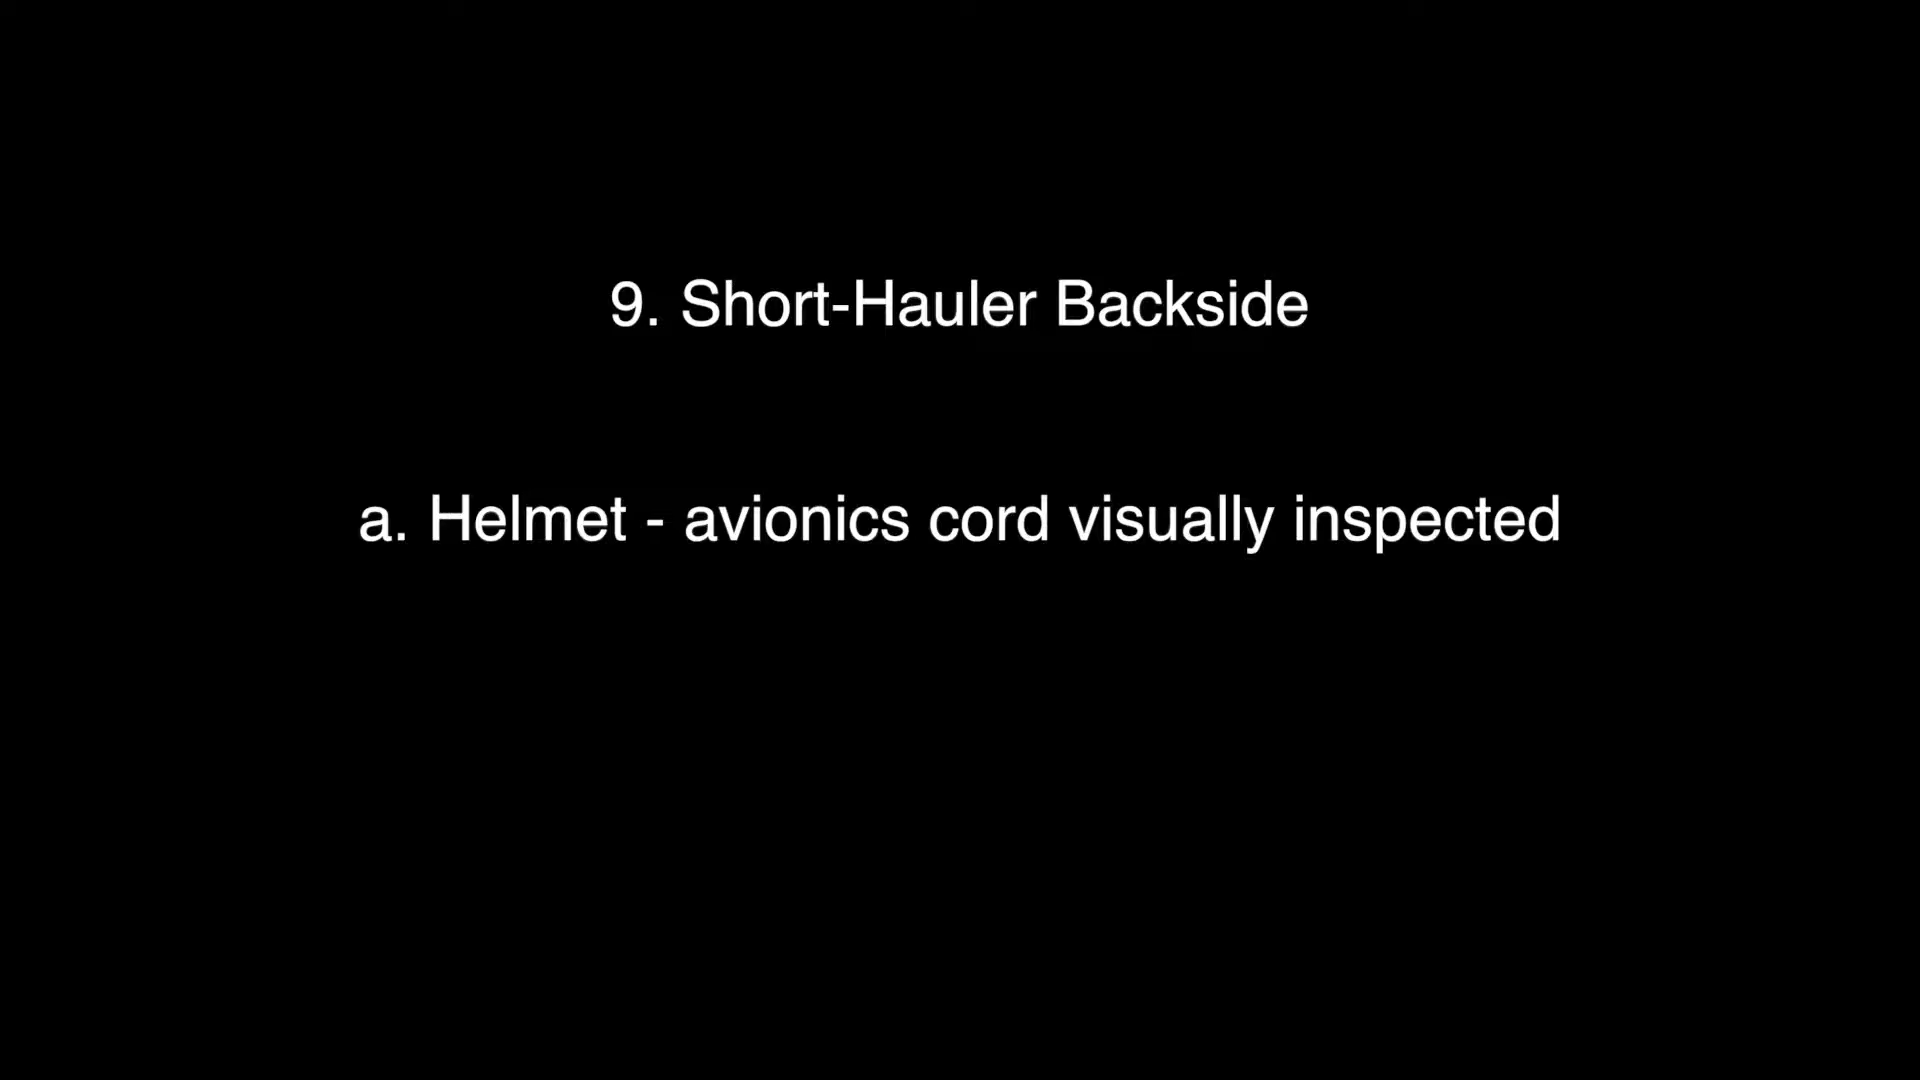 9. Short-Hauler Backside
a. Helmet - avionics cord visually inspected